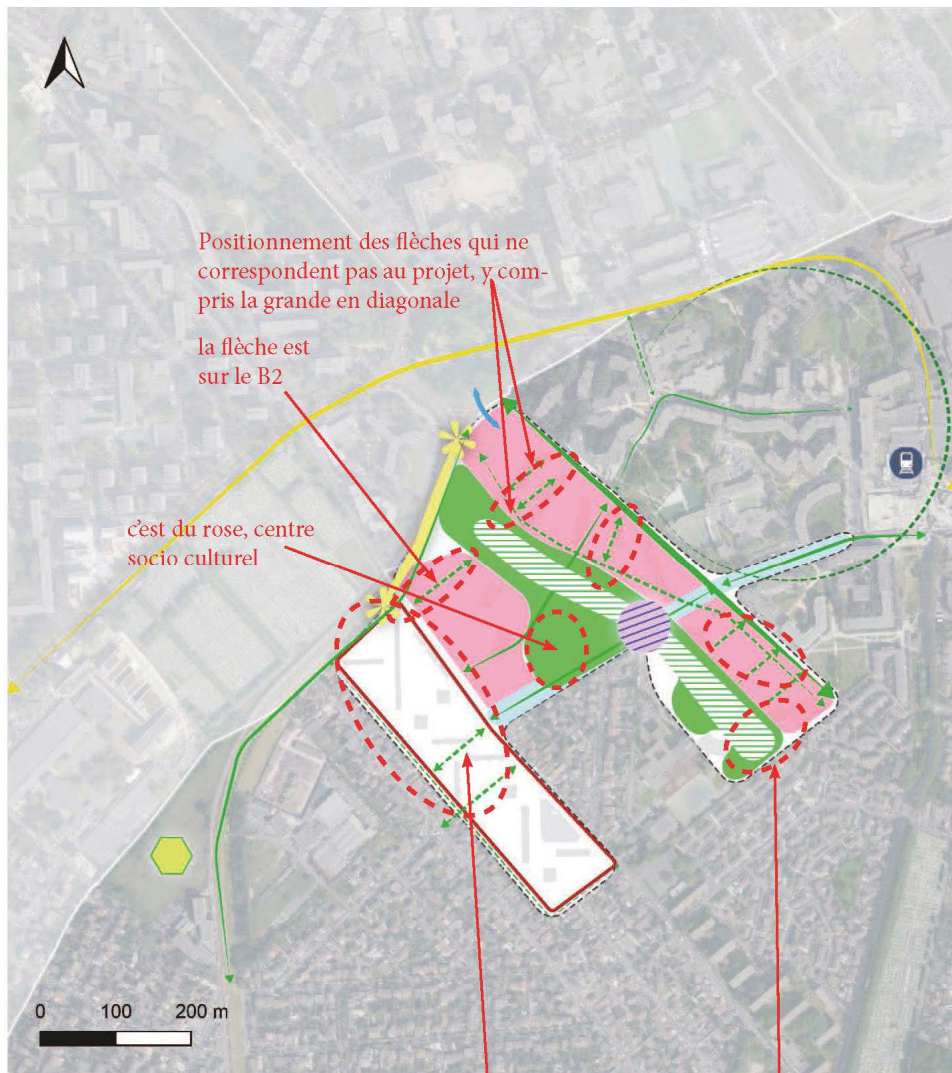 Positionnement des flèches qui ne
correspondent pas au projet, y com-
pris la grande en diagonale
la flèche est
sur le B2
c'est du rose, centre
socio culturel
0 100 200 m